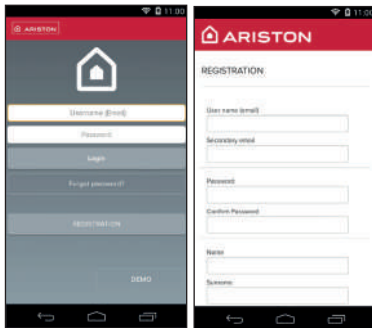 11:00
ARISTON
Username (Email)
Password
Login
Forgot password?
REGISTRATION
DEMO
11:00
ARISTON
REGISTRATION
User name (email)
Secondary email
Password
Confirm Password
Name
Surname